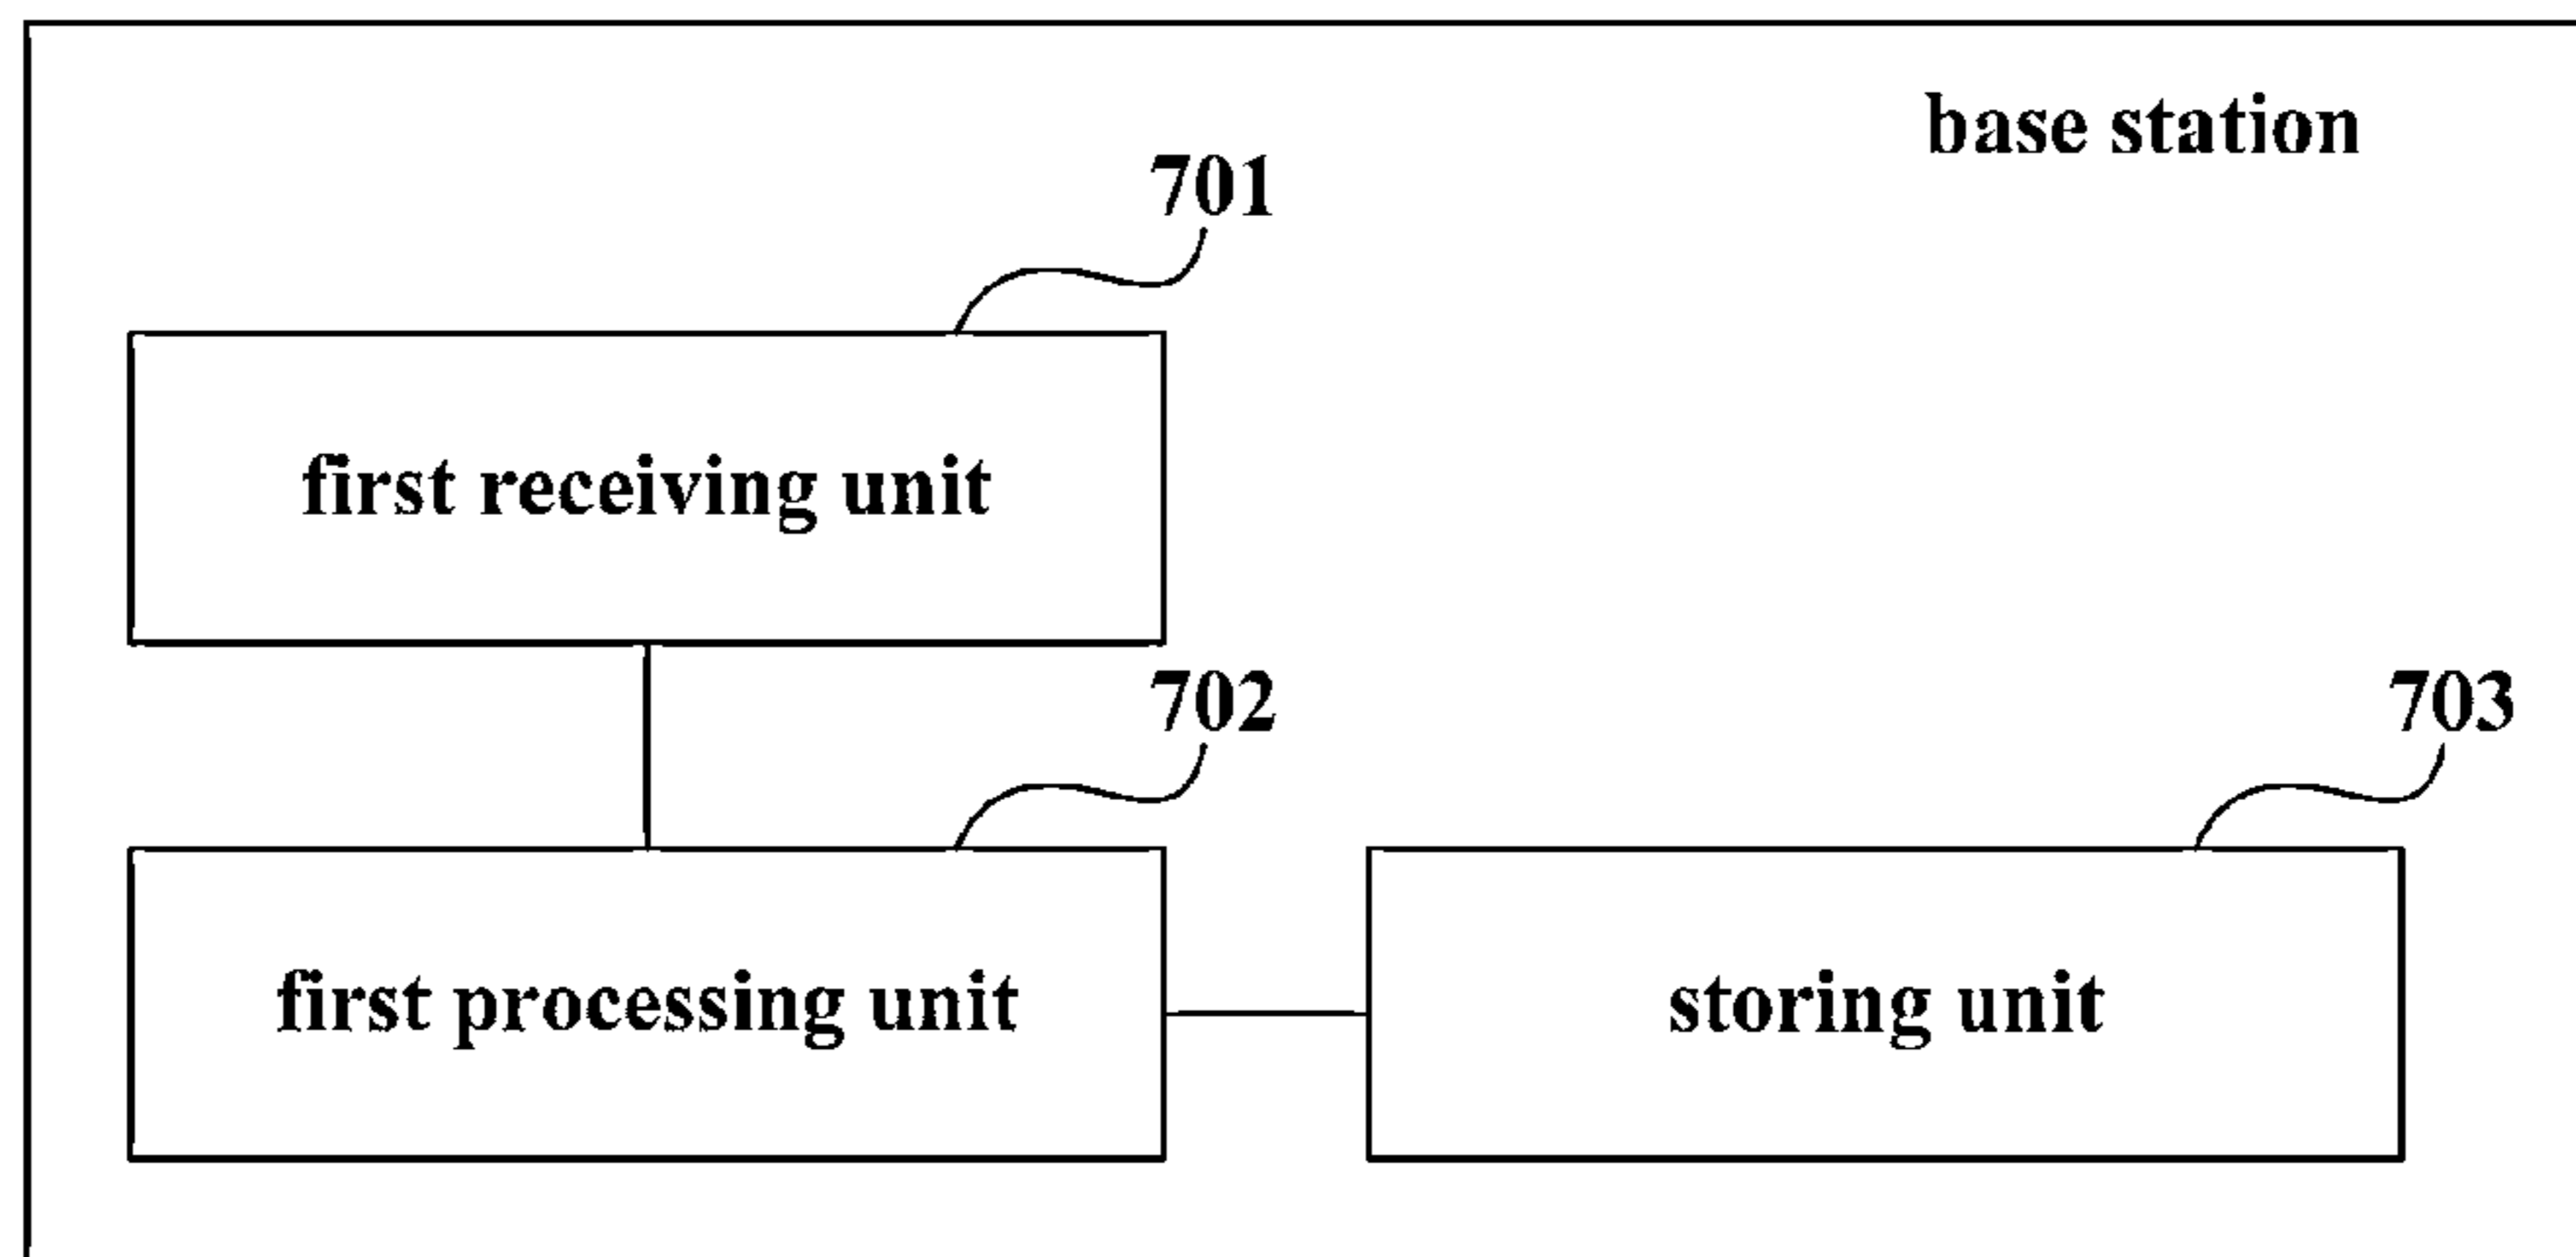 base station
701
first receiving unit
702
703
first processing unit
storing unit